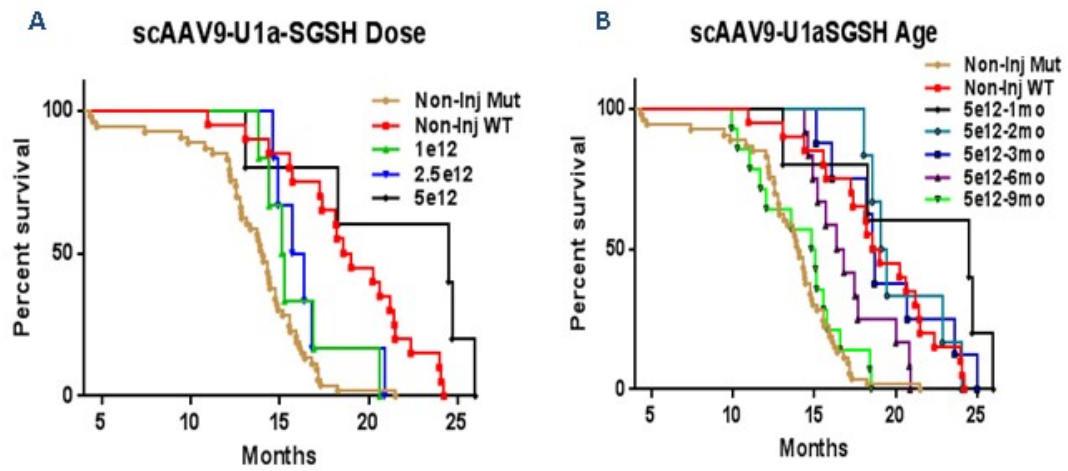 A
scAAV9-U1a-SGSH Dose
Percent survival
100
50
0
5
10
15
20
25
Months
Non-Inj Mut
Non-Inj WT
1e12
2.5e12
5e12
B
scAAV9-U1aSGSH Age
Percent survival
100
50
0
5
10
15
20
25
Months
Non-Inj Mut
Non-Inj WT
5e12-1mo
5e12-2mo
5e12-3mo
5e12-6mo
5e12-9mo